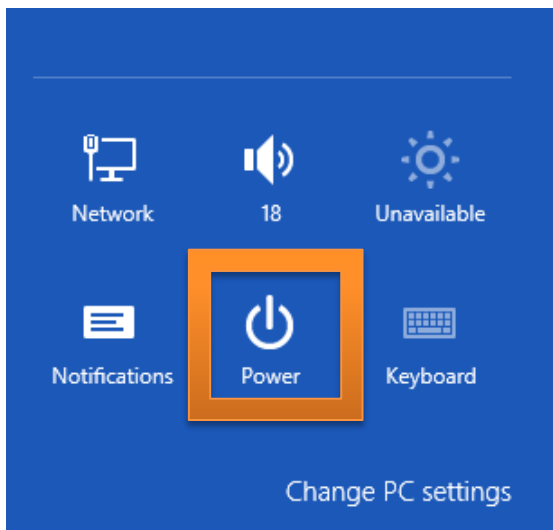 Network 18 Unavailable
Notifications Power Keyboard
Change PC settings